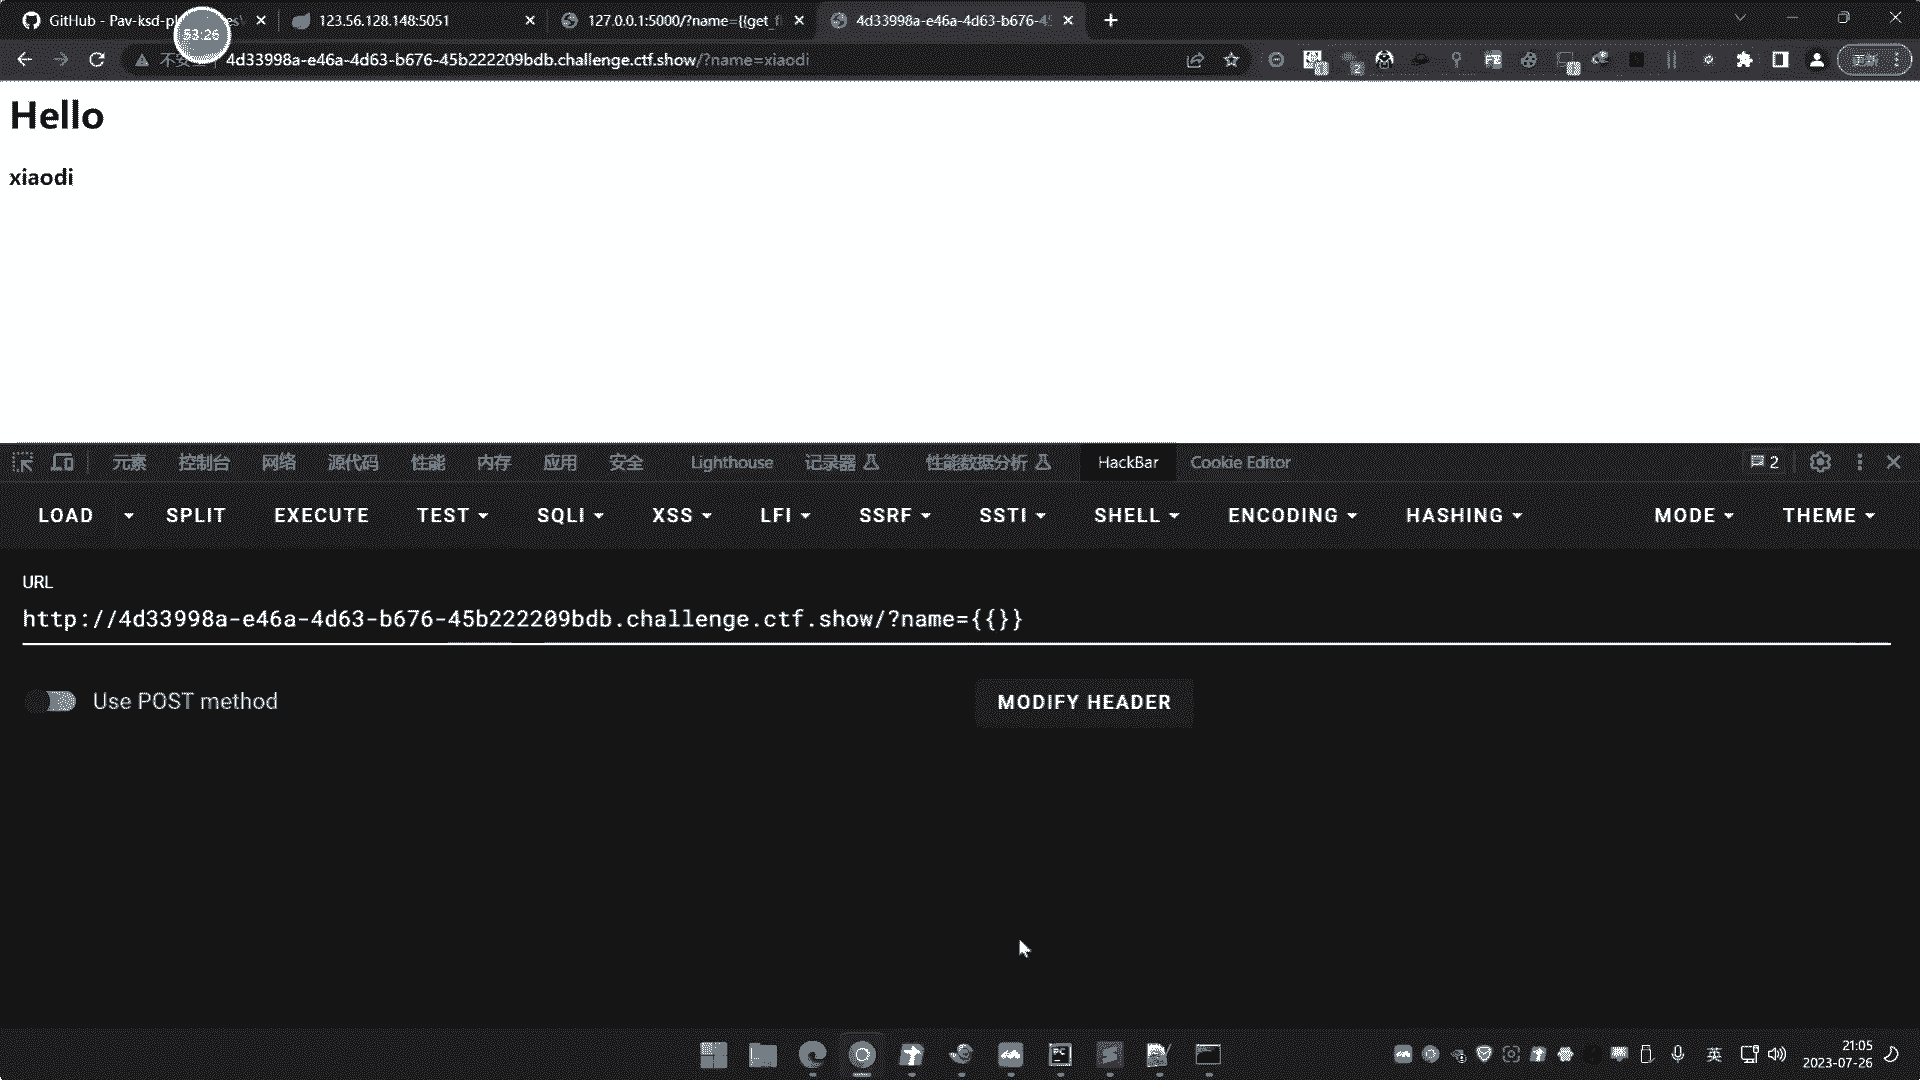 GitHub - Pav-ksd-pl
123.56.128.148:5051
127.0.0.1:5000/?name={{get_f
4d33998a-e46a-4d63-b676-4
53:26
4d33998a-e46a-4d63-b676-45b222209bdb.challenge.ctf.show/?name=xiaodi
更新
Hello
xiaodi
元素 控制台 网络 源代码 性能 内存 应用 安全 Lighthouse 记录器 性能数据分析 HackBar Cookie Editor 2
LOAD SPLIT EXECUTE TEST SQLI XSS LFI SSRF SSTI SHELL ENCODING HASHING MODE THEME
URL
http://4d33998a-e46a-4d63-b676-45b222209bdb.challenge.ctf.show/?name={{}}
Use POST method
MODIFY HEADER
英
21:05
2023-07-26